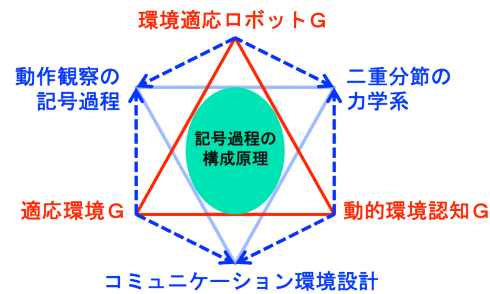 環境適応ロボットＧ
動作観察の
記号過程
二重分節の
力学系
記号過程の
構成原理
適応環境Ｇ
動的環境認知Ｇ
コミュニケーション環境設計